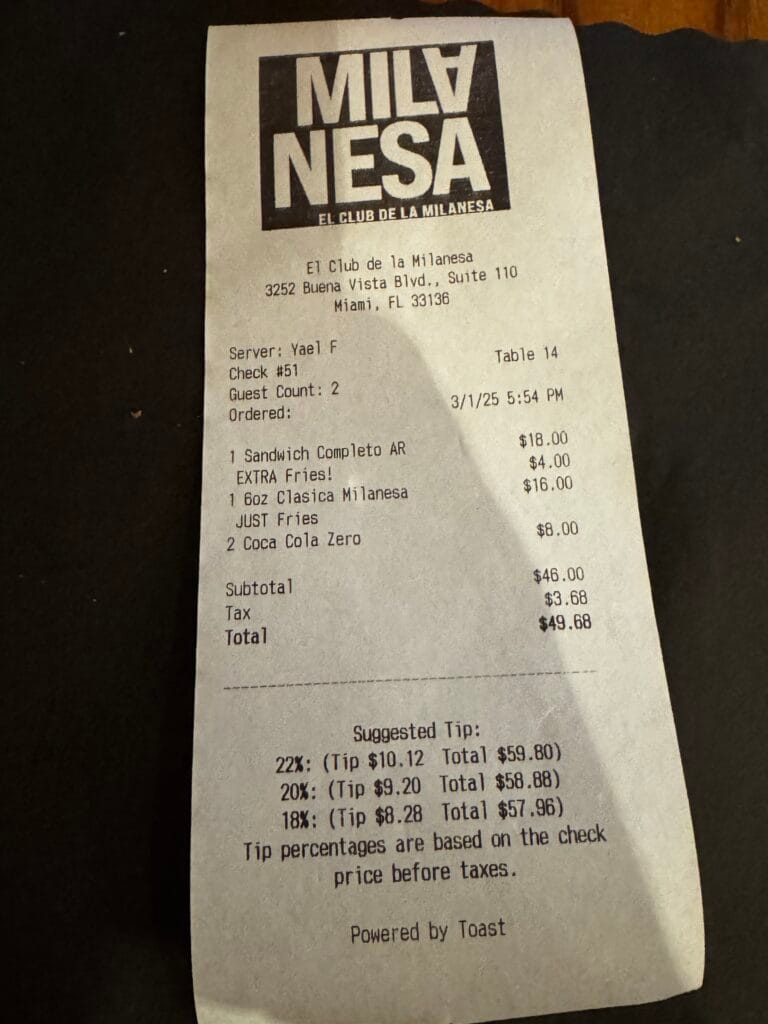 MILA
NESA
EL CLUB DE LA MILANESA
El Club de la Milanesa
3252 Buena Vista Blvd., Suite 110
Miami, FL 33136
Server: Yael F
Check #51 Table 14
Guest Count: 2
Ordered: 3/1/25 5:54 PM
1 Sandwich Completo AR $18.00
EXTRA Fries! $4.00
1 6oz Clasica Milanesa $16.00
JUST Fries
2 Coca Cola Zero $8.00
Subtotal $46.00
Tax $3.68
Total $49.68
Suggested Tip:
22%: (Tip $10.12 Total $59.80)
20%: (Tip $9.20 Total $58.88)
18%: (Tip $8.28 Total $57.96)
Tip percentages are based on the check
price before taxes.
Powered by Toast